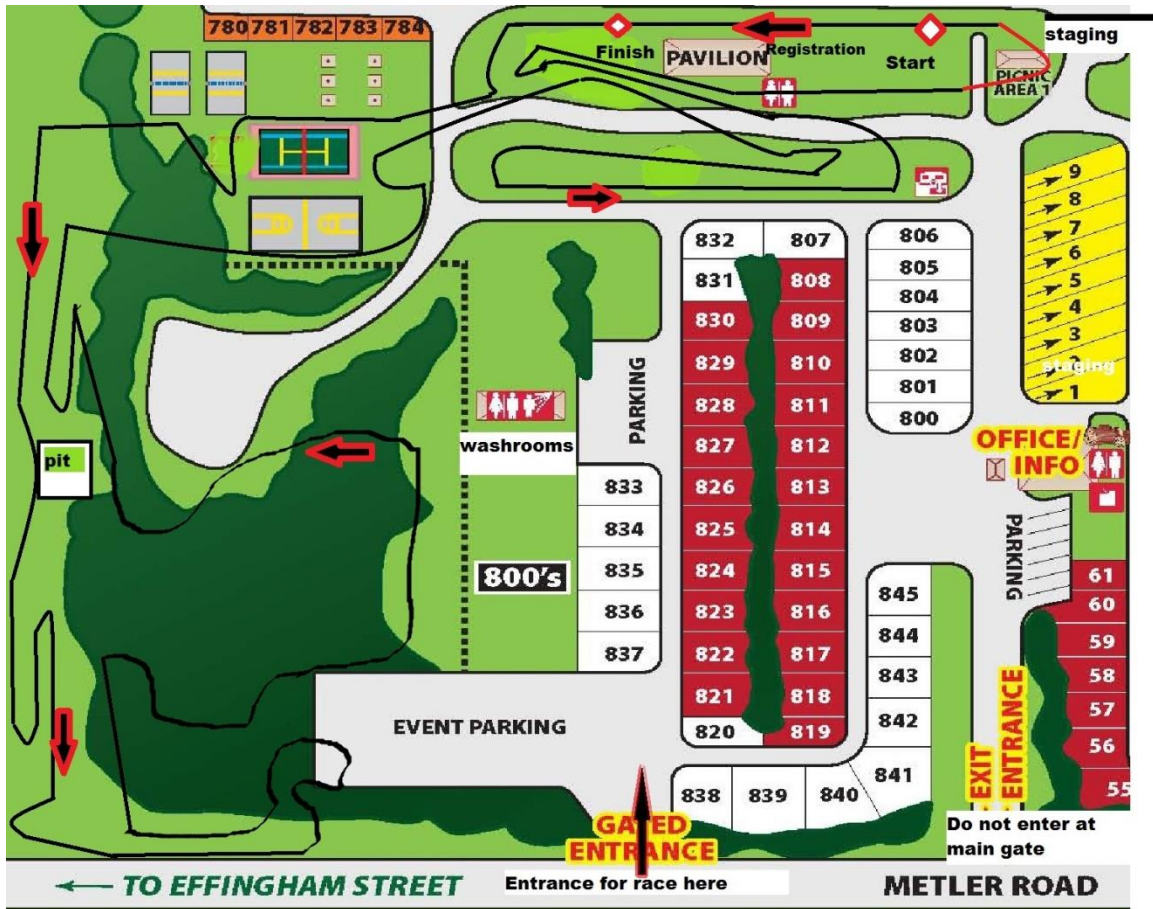 780 781 782 783 784
Finish
PAVILION
Registration
Start
staging
PICNIC
AREA 1
9
8
7
6
5
4
3
2
staging
1
832 807
831 808
830 809
829 810
828 811
827 812
826 813
825 814
824 815
823 816
822 817
821 818
820 819
806
805
804
803
802
801
800
PARKING
washrooms
pit
OFFICE/
INFO
PARKING
833
834
835
836
837
800's
61
60
59
58
57
56
55
845
844
843
842
841
840
839
838
EVENT PARKING
EXIT
ENTRANCE
GATED
ENTRANCE
Do not enter at
main gate
TO EFFINGHAM STREET
Entrance for race here
METLER ROAD